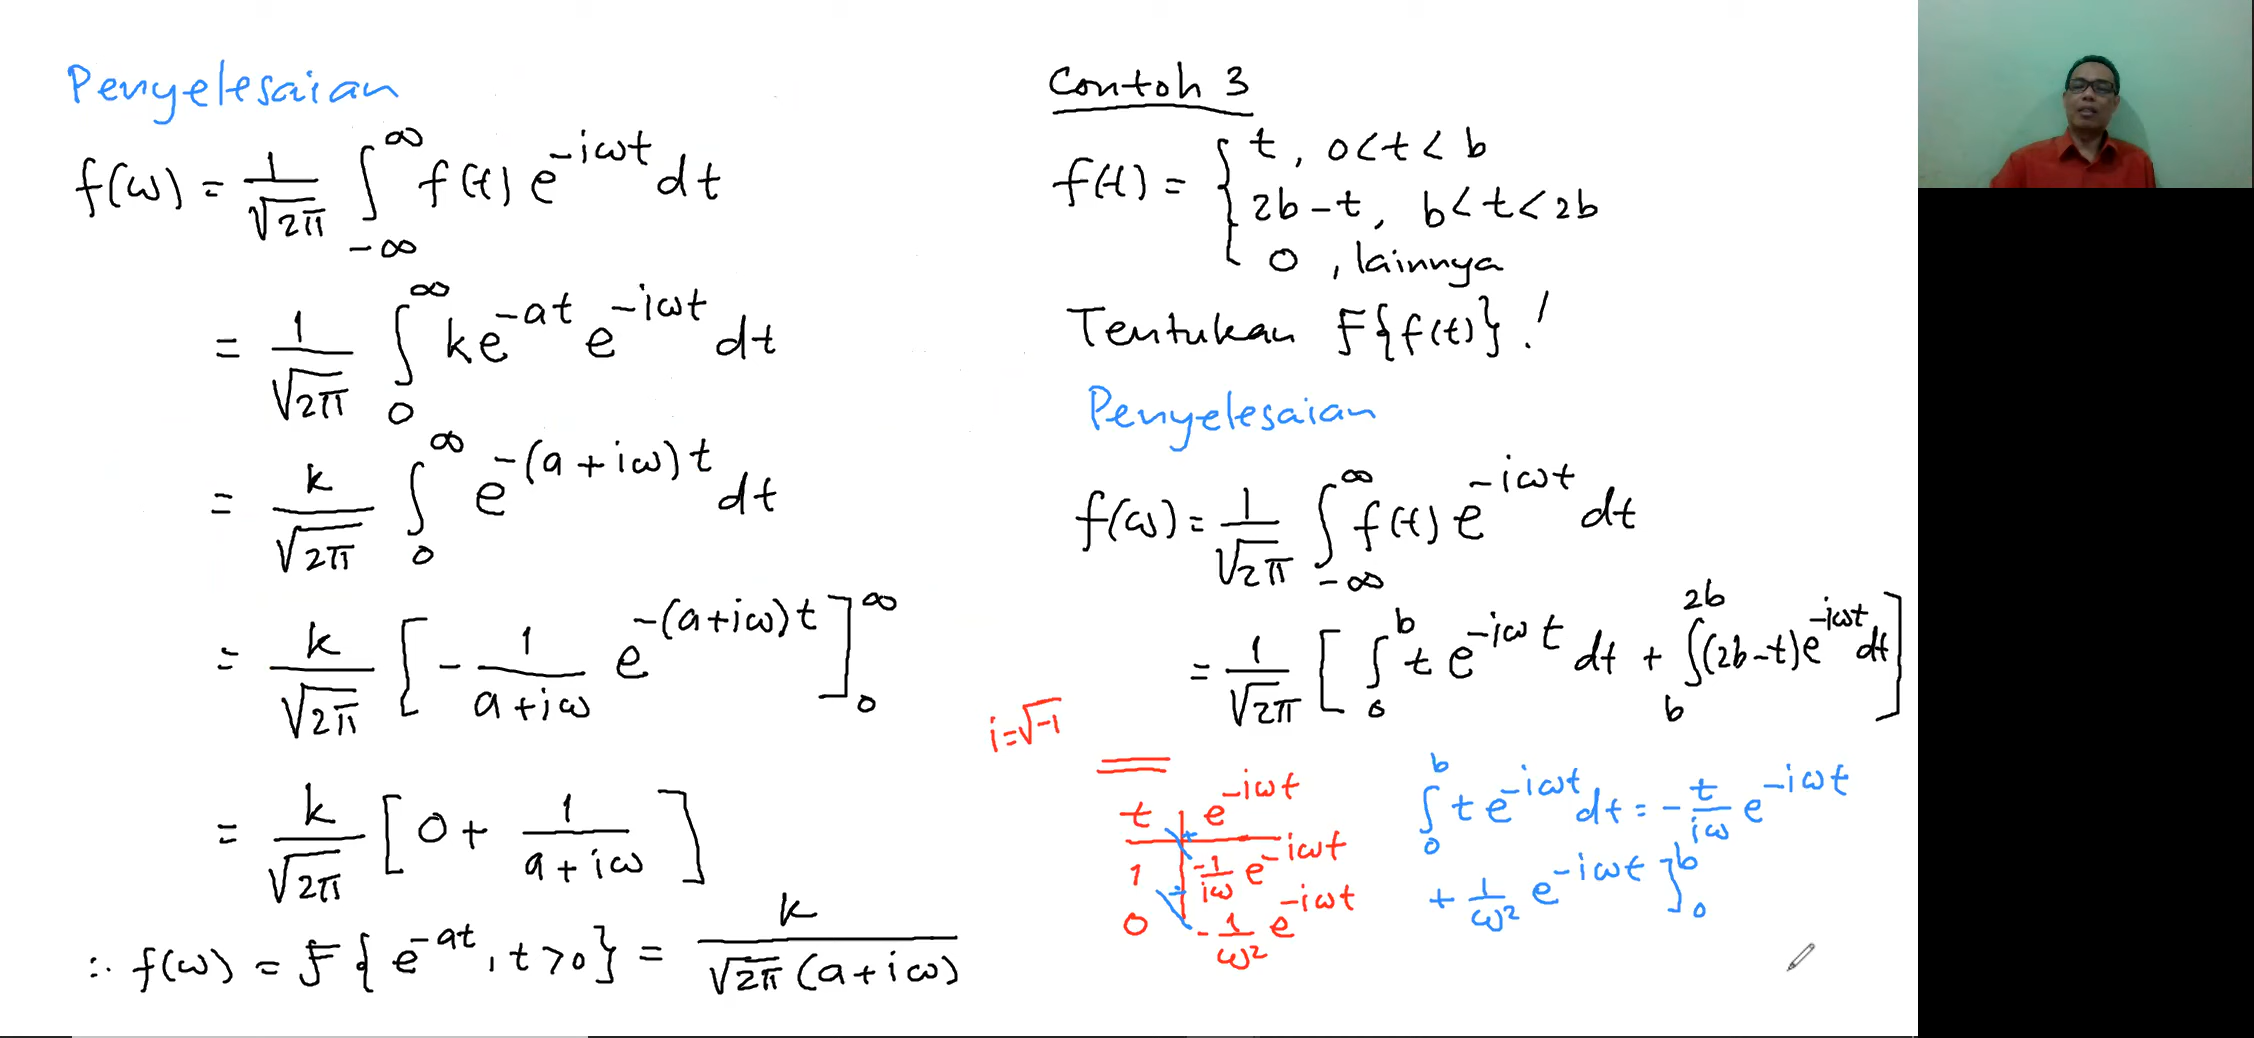 Penyelesaian
f(ω) = 1/√2π ∫_{-∞}^{∞} f(t) e^{-iωt} dt
= 1/√2π ∫_0^∞ k e^{-at} e^{-iωt} dt
= k/√2π ∫_0^∞ e^{-(a+iω)t} dt
= k/√2π [ - 1/(a+iω) e^{-(a+iω)t} ]_0^∞
= k/√2π [ 0 + 1/(a+iω) ]
∴ f(ω) = F{ e^{-at}, t>0 } = k/(√2π (a+iω))
Contoh 3
f(t) = { t, 0<t<b
2b-t, b<t<2b
0, lainnya
Tentukan F{f(t)}!
Penyelesaian
f(ω) = 1/√2π ∫_{-∞}^{∞} f(t) e^{-iωt} dt
= 1/√2π [ ∫_0^b t e^{-iωt} dt + ∫_b^{2b} (2b-t) e^{-iωt} dt ]
i=√-1
t | e^{-iωt}
1 | -1/iω e^{-iωt}
0 | -1/ω² e^{-iωt}
+
-
∫_0^b t e^{-iωt} dt = - t/iω e^{-iωt}
+ 1/ω² e^{-iωt} ]_0^b